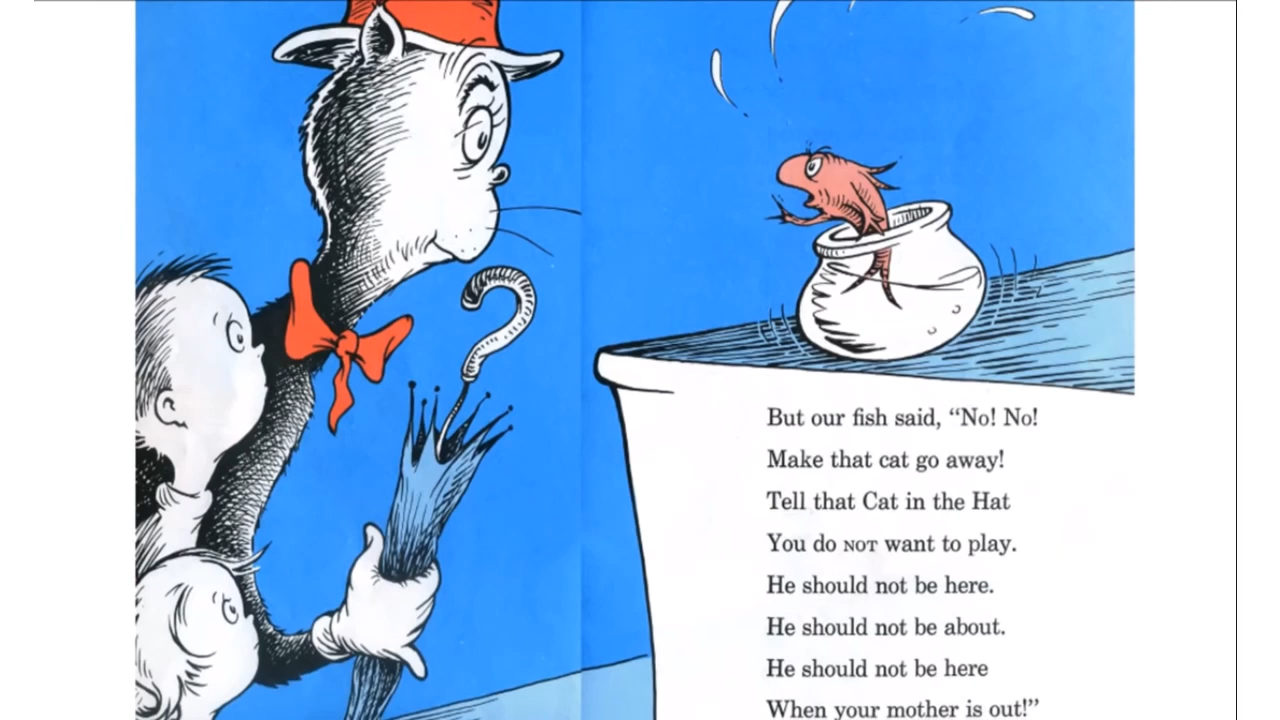 But our fish said, “No! No!
Make that cat go away!
Tell that Cat in the Hat
You do NOT want to play.
He should not be here.
He should not be about.
He should not be here
When your mother is out!”